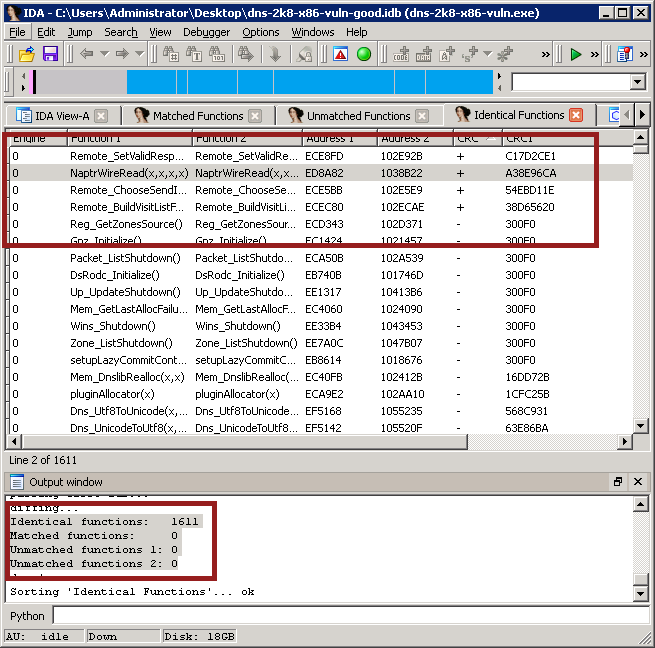 IDA - C:\Users\Administrator\Desktop\dns-2k8-x86-vuln-good.idb (dns-2k8-x86-vuln.exe)
File Edit Jump Search View Debugger Options Windows Help
IDA View-A Matched Functions Unmatched Functions Identical Functions
Engine Function 1 Function 2 Address 1 Address 2 CRC CRC1
0 Remote_SetValidResp... Remote_SetValidRe... ECE8FD 102E92B + C17D2CE1
0 NaptrWireRead(x,x,x,x) NaptrWireRead(x,x... ED8A82 1038B22 + A38E96CA
0 Remote_ChooseSendI... Remote_ChooseSe... ECE5BB 102E5E9 + 54EBD11E
0 Remote_BuildVisitListF... Remote_BuildVisitLi... ECEC80 102ECAE + 38D65620
0 Reg_GetZonesSource() Reg_GetZonesSour... ECD343 102D371 - 300F0
0 Gnz_Initialize() Gnz_Initialize() EC1424 1021457 - 300F0
0 Packet_ListShutdown() Packet_ListShutdo... ECA50B 102A539 - 300F0
0 DsRodc_Initialize() DsRodc_Initialize() EB740B 101746D - 300F0
0 Up_UpdateShutdown() Up_UpdateShutdo... EE1317 10413B6 - 300F0
0 Mem_GetLastAllocFailu... Mem_GetLastAllocF... EC4060 1024090 - 300F0
0 Wins_Shutdown() Wins_Shutdown() EE33B4 1043453 - 300F0
0 Zone_ListShutdown() Zone_ListShutdown() EE7A0C 1047B07 - 300F0
0 setupLazyCommitCont... setupLazyCommitC... EB8614 1018676 - 300F0
0 Mem_DnslibRealloc(x,x) Mem_DnslibRealloc(... EC40FB 102412B - 16DD72B
0 pluginAllocator(x) pluginAllocator(x) ECA9E2 102AA10 - 1CFC25B
0 Dns_Utf8ToUnicode(x,... Dns_Utf8ToUnicod... EF5168 1055235 - 568C931
0 Dns_UnicodeToUtf8(x,... Dns_UnicodeToUtf... EF5142 105520F - 63E86BA
Line 2 of 1611
Output window
diffing...
Identical functions: 1611
Matched functions: 0
Unmatched functions 1: 0
Unmatched functions 2: 0
Sorting 'Identical Functions'... ok
Python
AU: idle Down Disk: 18GB